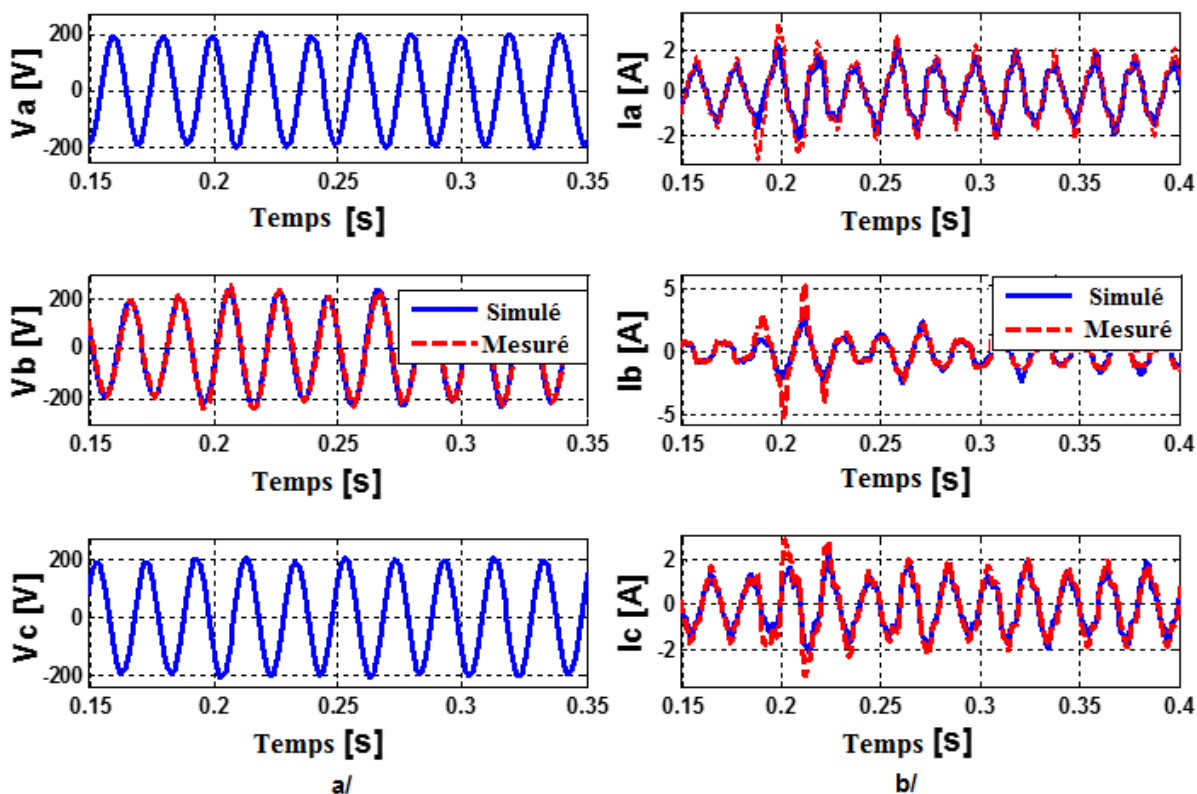 Va [V]
200
0
-200
0.15 0.2 0.25 0.3 0.35
Temps [s]
Ia [A]
2
0
-2
0.15 0.2 0.25 0.3 0.35 0.4
Temps [s]
Vb [V]
200
0
-200
Simulé
Mesuré
0.15 0.2 0.25 0.3 0.35
Temps [s]
Ib [A]
5
0
-5
Simulé
Mesuré
0.15 0.2 0.25 0.3 0.35 0.4
Temps [s]
Vc [V]
200
0
-200
0.15 0.2 0.25 0.3 0.35
Temps [s]
a/
Ic [A]
2
0
-2
0.15 0.2 0.25 0.3 0.35 0.4
Temps [s]
b/